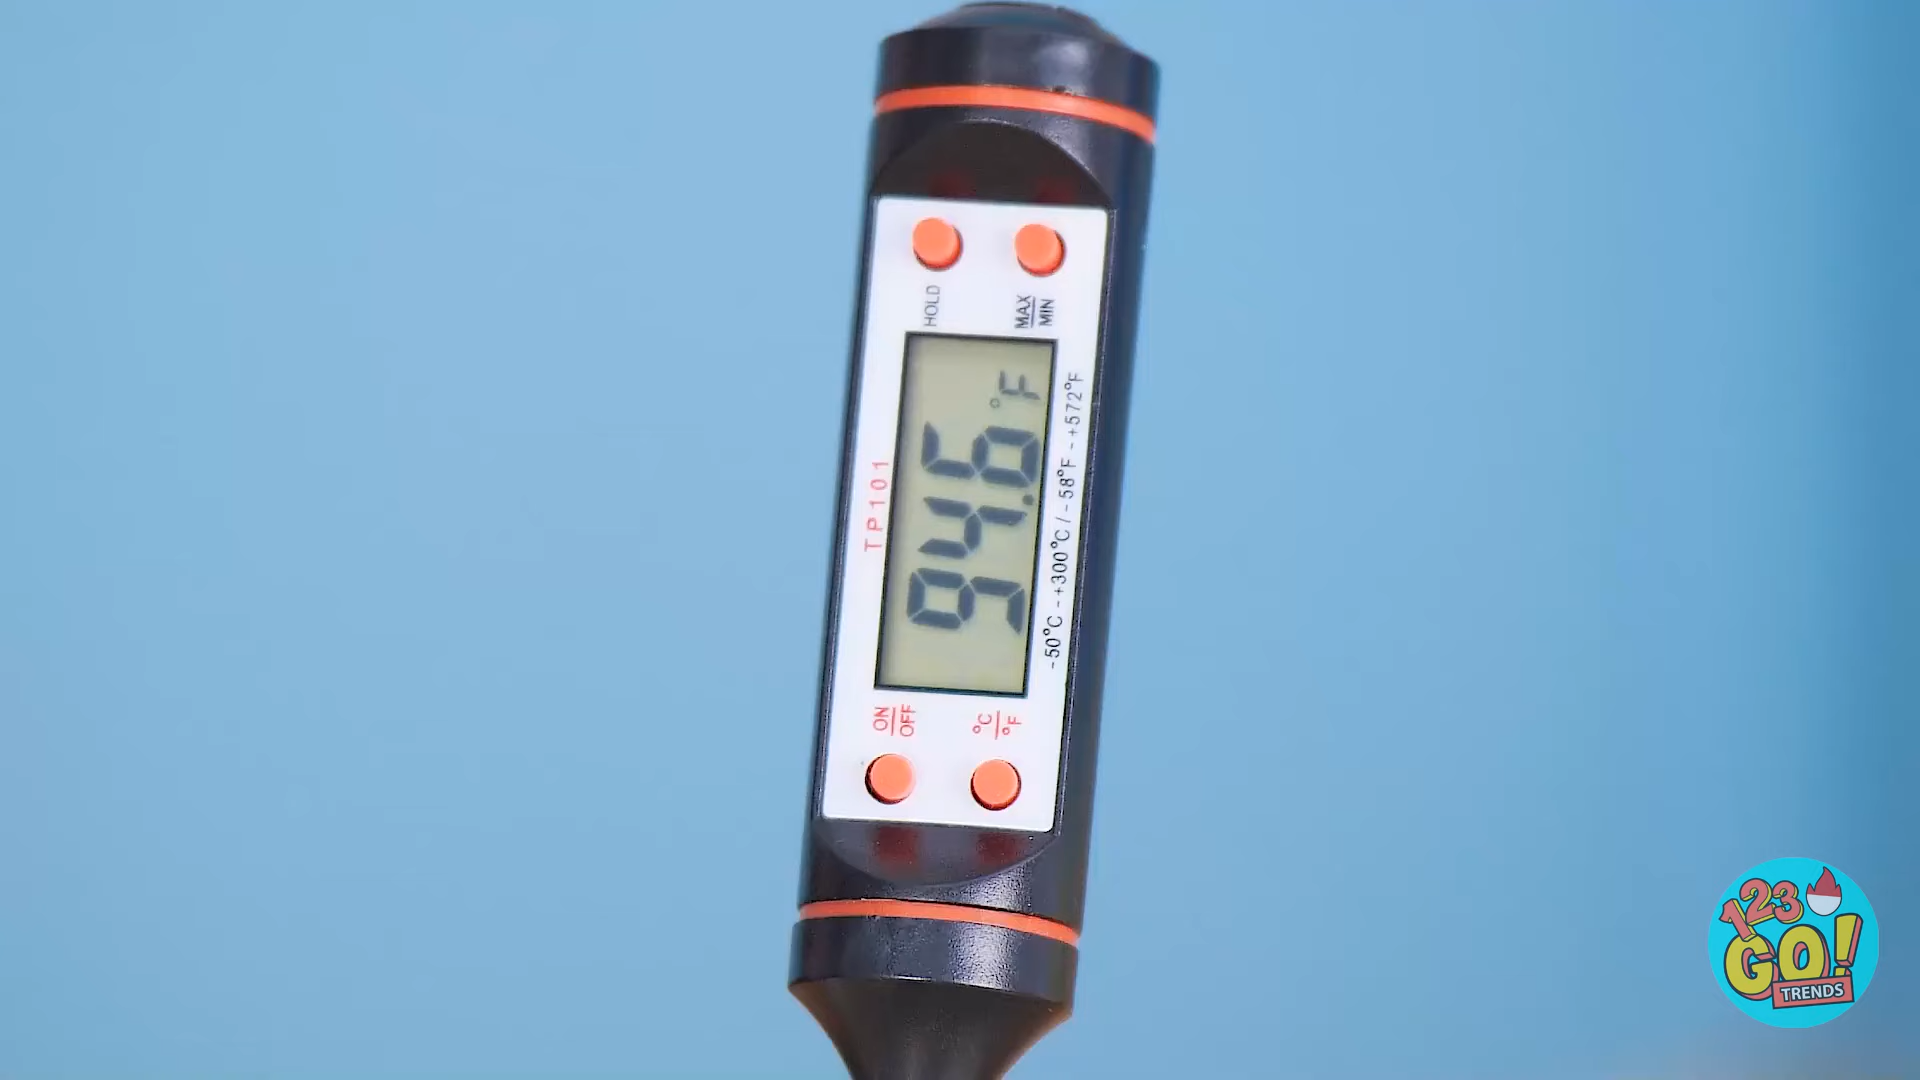 HOLD
MAX
MIN
TP101
94.6 °F
-50°C-+300°C/-58°F-+572°F
ON
OFF
°C
°F
123
GO!
TRENDS